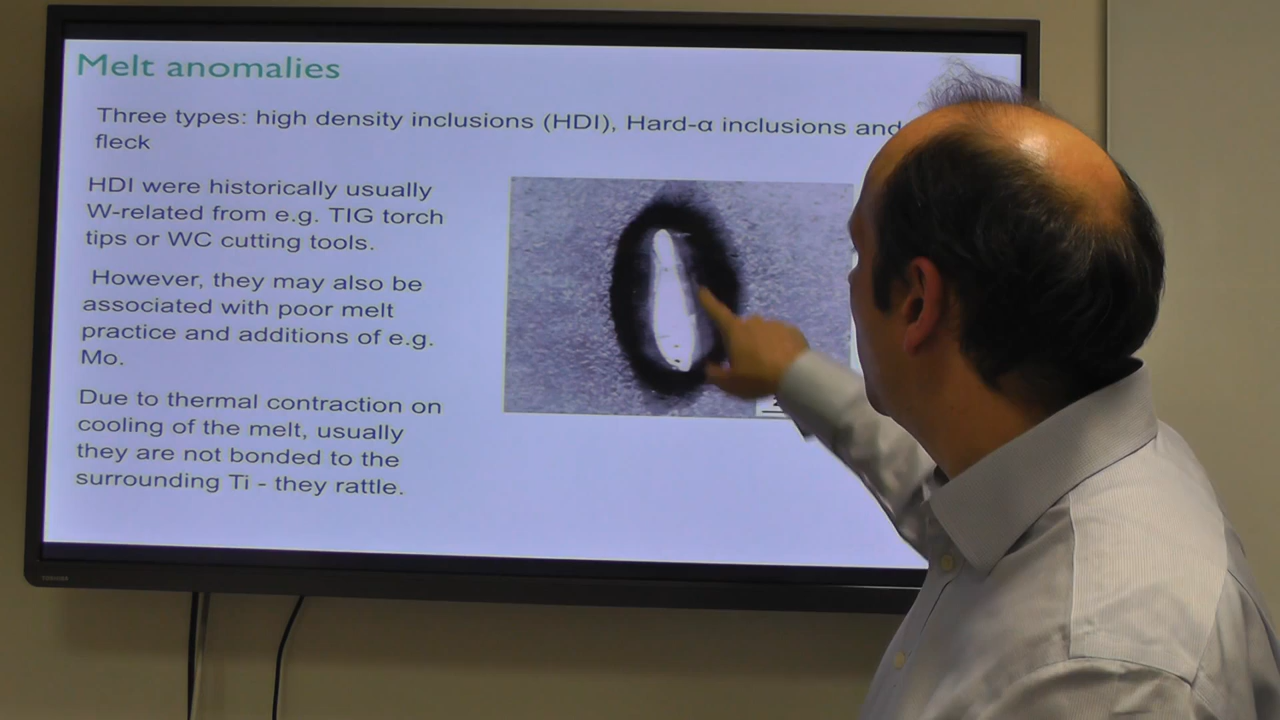 Melt anomalies
Three types: high density inclusions (HDI), Hard-α inclusions and
fleck
HDI were historically usually
W-related from e.g. TIG torch
tips or WC cutting tools.
However, they may also be
associated with poor melt
practice and additions of e.g.
Mo.
Due to thermal contraction on
cooling of the melt, usually
they are not bonded to the
surrounding Ti - they rattle.
TOSHIBA